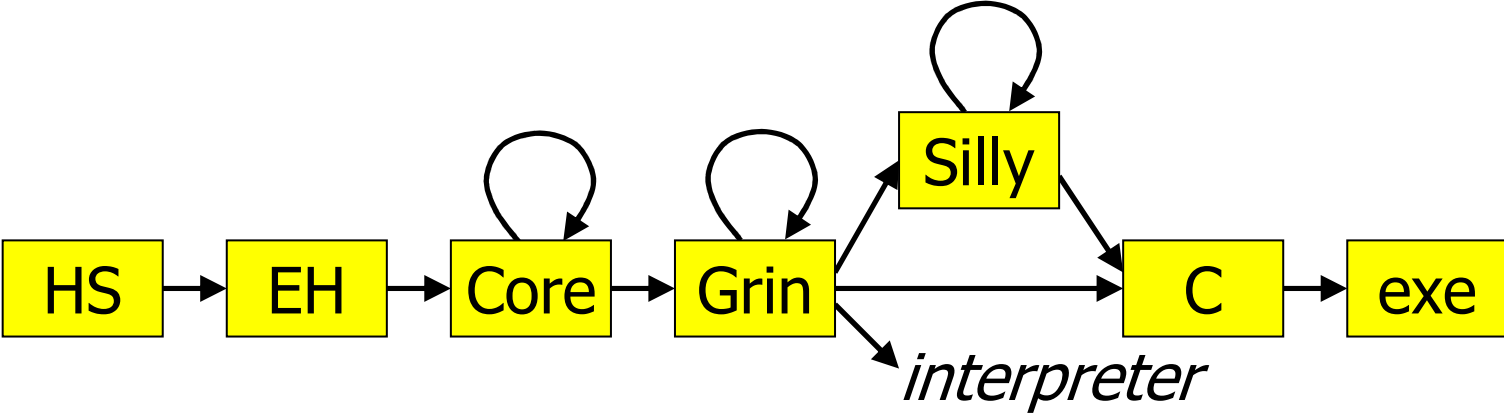 Silly
HS
EH
Core
Grin
C
exe
interpreter